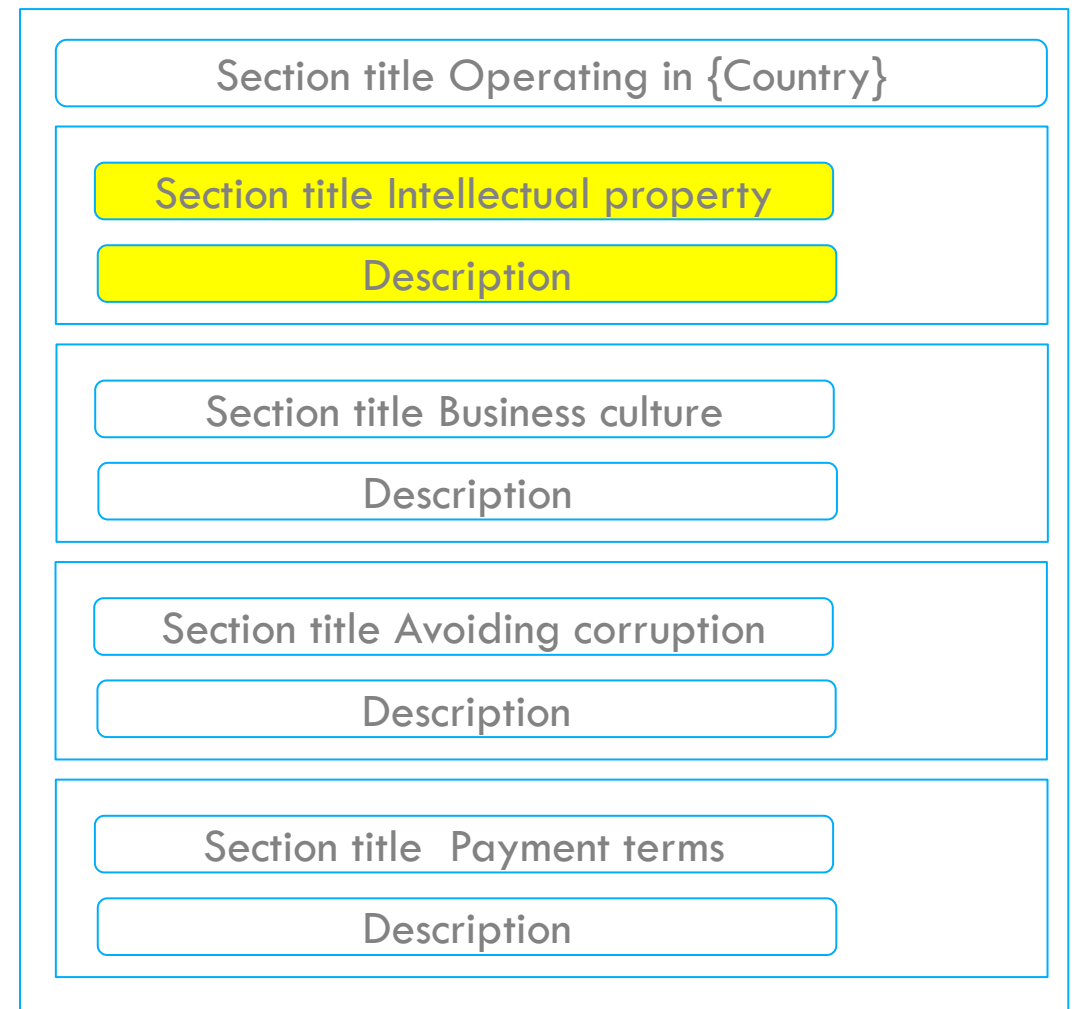 Section title Operating in {Country}
Section title Intellectual property
Description
Section title Business culture
Description
Section title Avoiding corruption
Description
Section title  Payment terms
Description